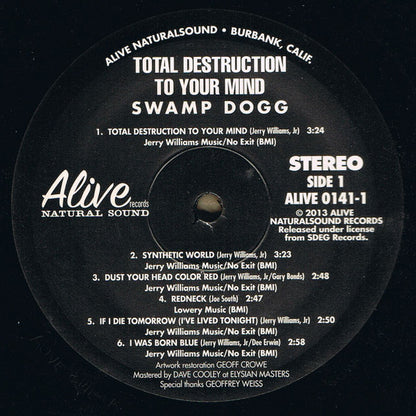 ALIVE NATURALSOUND • BURBANK, CALIF.
TOTAL DESTRUCTION
TO YOUR MIND
SWAMP DOGG
1. TOTAL DESTRUCTION TO YOUR MIND (Jerry Williams, Jr) 3:24
Jerry Williams Music/No Exit (BMI)
Alive
records
NATURAL SOUND
STEREO
SIDE 1
ALIVE 0141-1
© 2013 ALIVE
NATURALSOUND RECORDS
Released under license
from SDEG Records.
2. SYNTHETIC WORLD (Jerry Williams, Jr) 3:23
Jerry Williams Music/No Exit (BMI)
3. DUST YOUR HEAD COLOR RED (Jerry Williams, Jr/Gary Bonds) 2:48
Jerry Williams Music/No Exit (BMI)
4. REDNECK (Joe South) 2:47
Lowery Music/No Exit (BMI)
5. IF I DIE TOMORROW (I'VE LIVED TONIGHT) (Jerry Williams, Jr) 2:50
Jerry Williams Music/No Exit (BMI)
6. I WAS BORN BLUE (Jerry Williams, Jr/Dee Erwin) 2:58
Jerry Williams Music/No Exit (BMI)
Artwork restoration GEOFF CROWE
Mastered by DAVE COOLEY at ELYSIAN MASTERS
Special thanks GEOFFREY WEISS